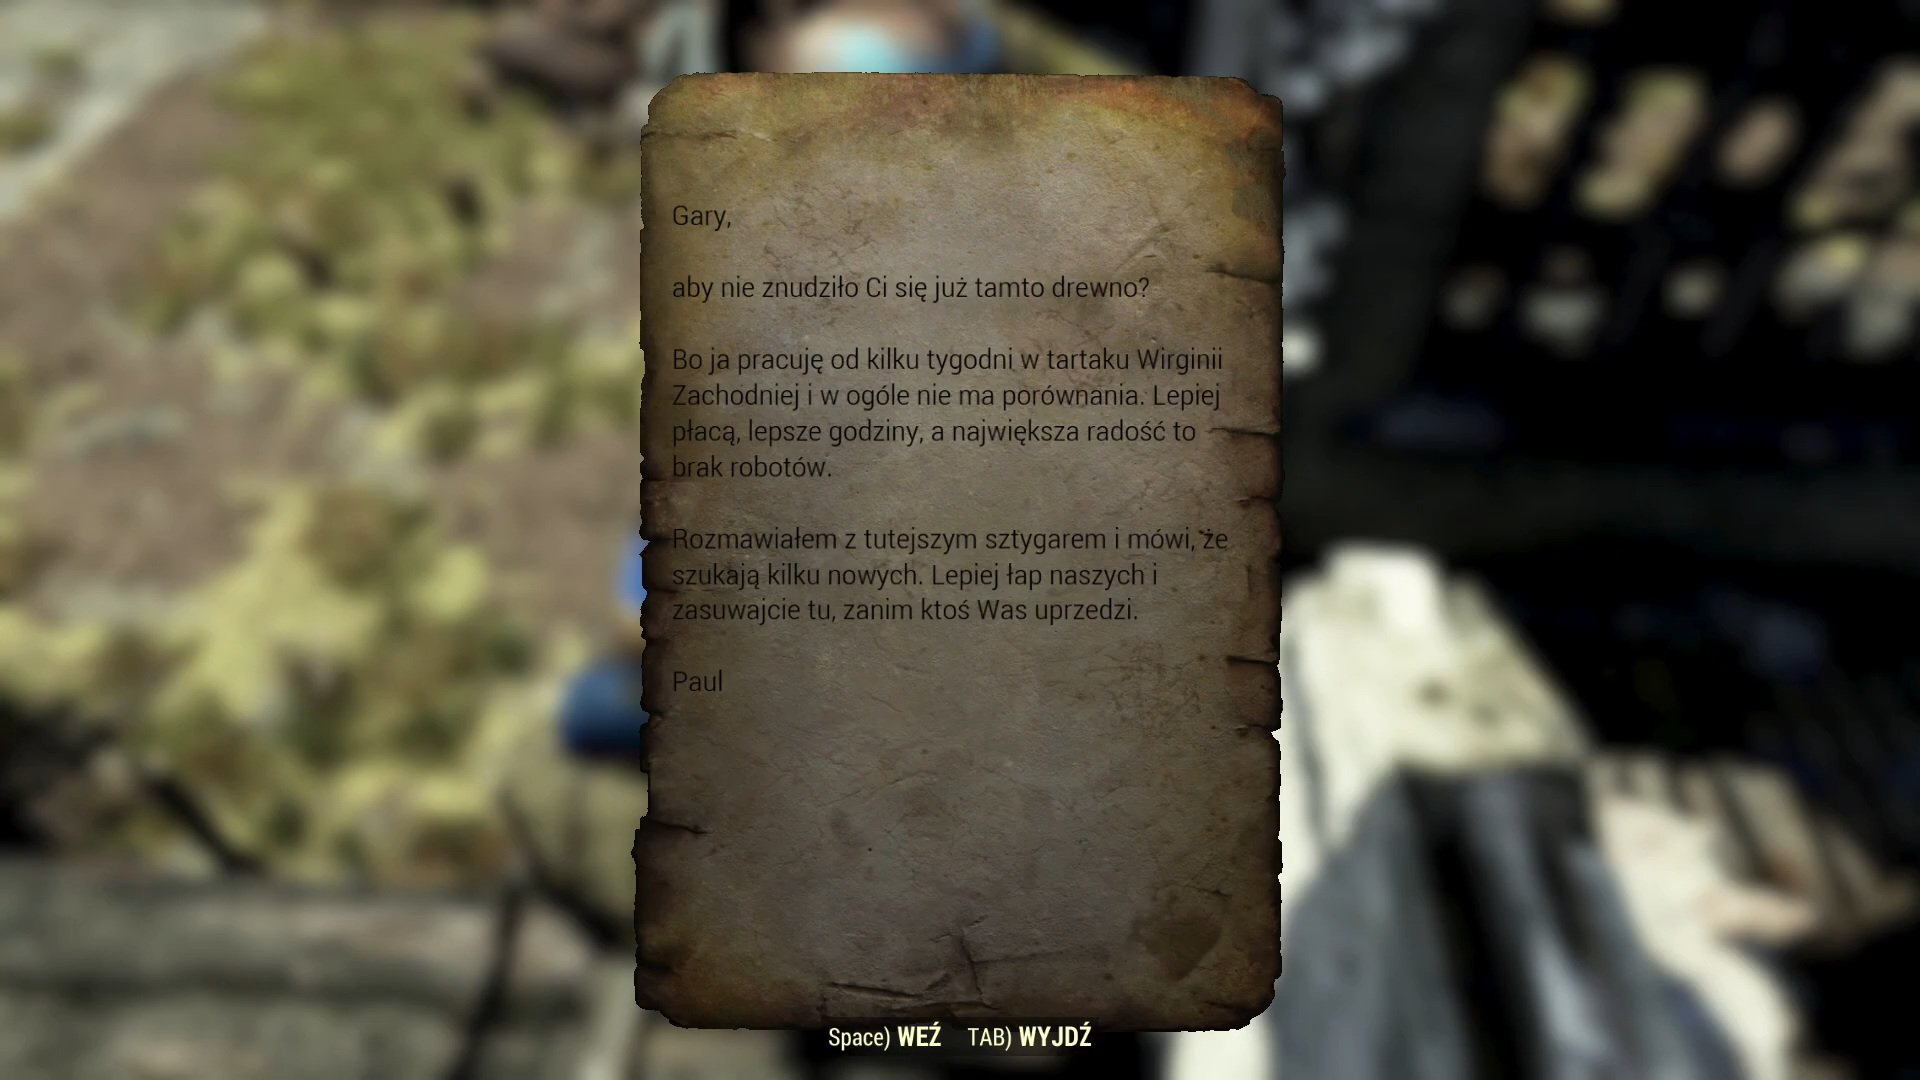 Gary,
aby nie znudziło Ci się już tamto drewno?
Bo ja pracuję od kilku tygodni w tartaku Wirginii
Zachodniej i w ogóle nie ma porównania. Lepiej
płacą, lepsze godziny, a największa radość to
brak robotów.
Rozmawiałem z tutejszym sztygarem i mówi, że
szukają kilku nowych. Lepiej łap naszych i
zasuwajcie tu, zanim ktoś Was uprzedzi.
Paul
Space) WEŹ TAB) WYJDŹ